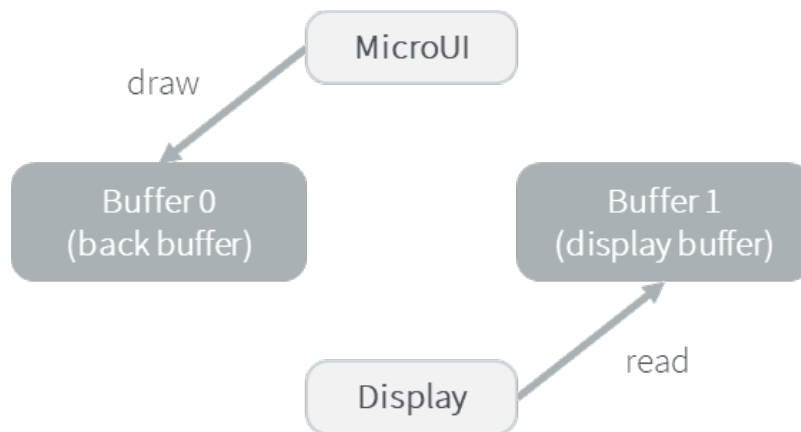 MicroUI
draw
Buffer 0
(back buffer)
Buffer 1
(display buffer)
read
Display